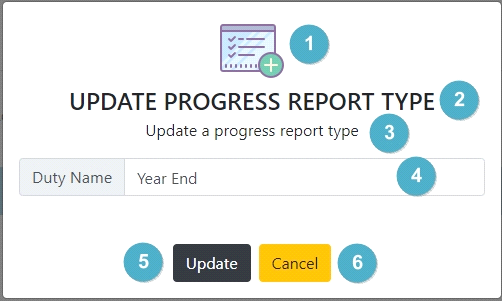 1
UPDATE PROGRESS REPORT TYPE 2
Update a progress report type 3
Duty Name Year End 4
5 Update Cancel 6